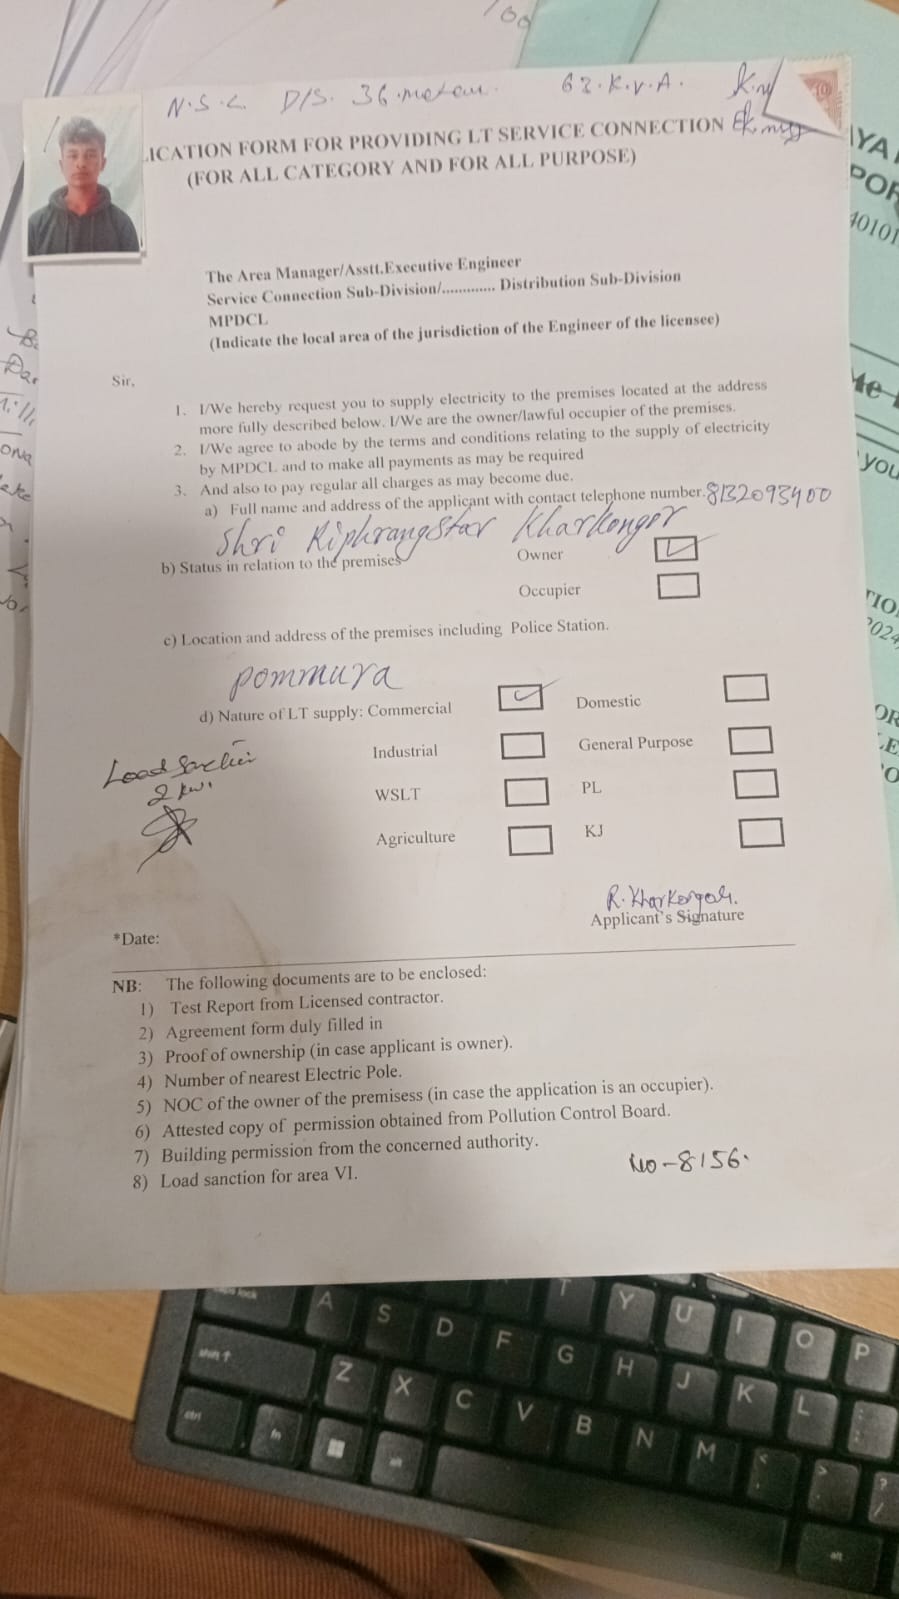 N.S.C. D/S. 36.meter. 63.K.V.A.
LICATION FORM FOR PROVIDING LT SERVICE CONNECTION
(FOR ALL CATEGORY AND FOR ALL PURPOSE)
The Area Manager/Asstt.Executive Engineer
Service Connection Sub-Division/............. Distribution Sub-Division
MPDCL
(Indicate the local area of the jurisdiction of the Engineer of the licensee)
Sir,
1. I/We hereby request you to supply electricity to the premises located at the address
more fully described below. I/We are the owner/lawful occupier of the premises.
2. I/We agree to abode by the terms and conditions relating to the supply of electricity
by MPDCL and to make all payments as may be required
3. And also to pay regular all charges as may become due.
a) Full name and address of the applicant with contact telephone number. 8132093400
Shri Riphrangstar Kharkongor
b) Status in relation to the premises Owner
Occupier
c) Location and address of the premises including Police Station.
pommura
d) Nature of LT supply: Commercial Domestic
Industrial General Purpose
Load Sanction
2 kw.
WSLT PL
Agriculture KJ
R. Kharkongor.
Applicant's Signature
*Date:
NB: The following documents are to be enclosed:
1) Test Report from Licensed contractor.
2) Agreement form duly filled in
3) Proof of ownership (in case applicant is owner).
4) Number of nearest Electric Pole.
5) NOC of the owner of the premisess (in case the application is an occupier).
6) Attested copy of permission obtained from Pollution Control Board.
7) Building permission from the concerned authority.
8) Load sanction for area VI.
No-8156.